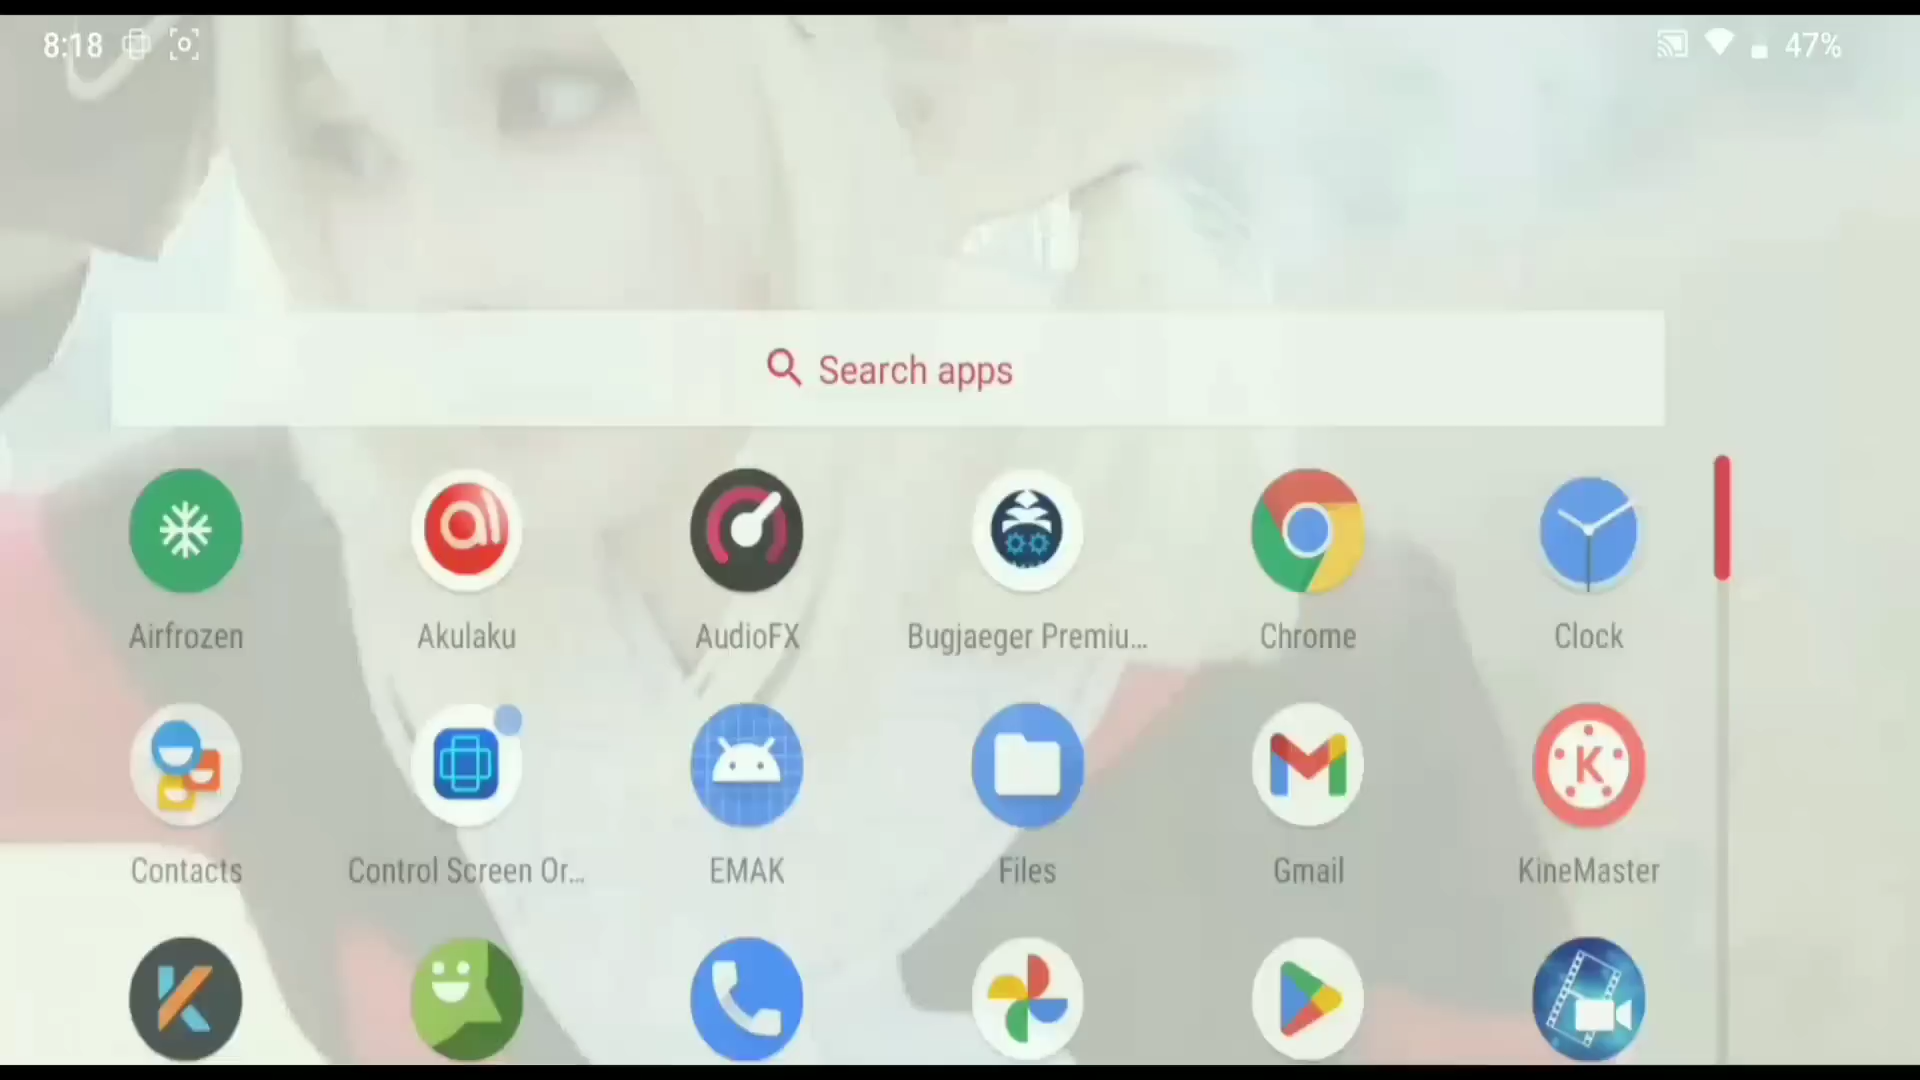 8:18 47%
Search apps
Airfrozen Akulaku AudioFX Bugjaeger Premiu... Chrome Clock
Contacts Control Screen Or... EMAK Files Gmail KineMaster